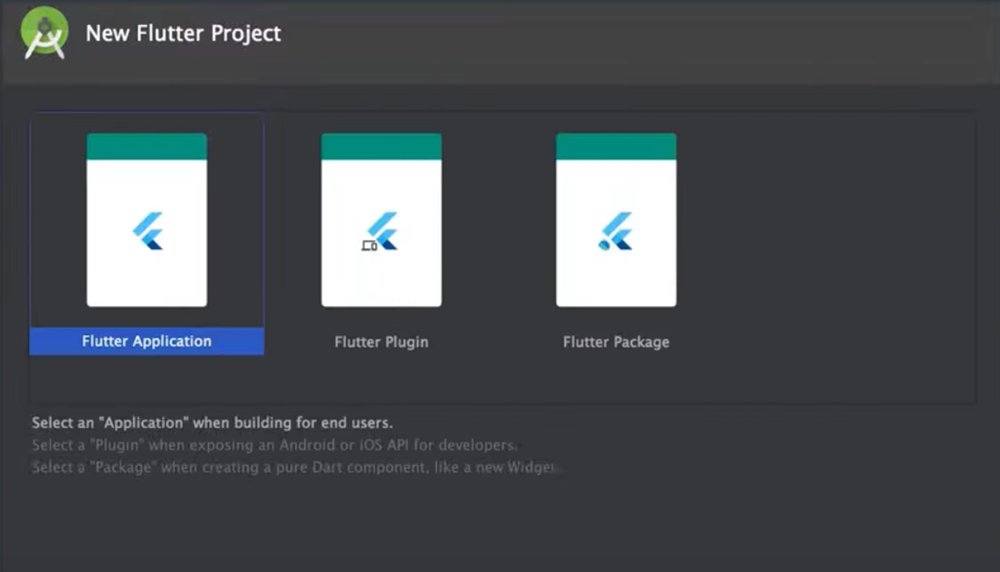 New Flutter Project
Flutter Application
Flutter Plugin
Flutter Package
Select an "Application" when building for end users.
Select a "Plugin" when exposing an Android or iOS API for developers.
Select a "Package" when creating a pure Dart component, like a new Widget.